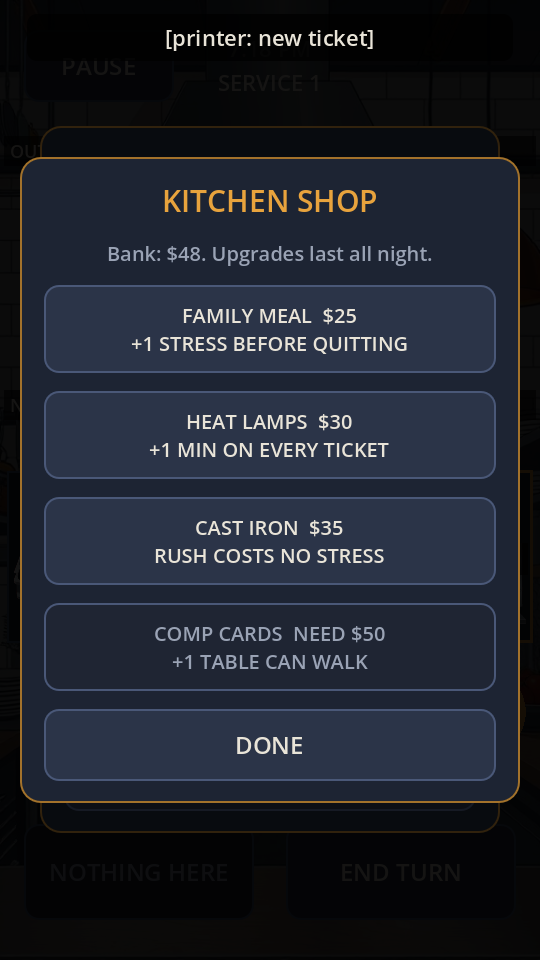 [printer: new ticket]
PAUSE
SERVICE 1
KITCHEN SHOP
Bank: $48. Upgrades last all night.
FAMILY MEAL  $25
+1 STRESS BEFORE QUITTING
HEAT LAMPS  $30
+1 MIN ON EVERY TICKET
CAST IRON  $35
RUSH COSTS NO STRESS
COMP CARDS  NEED $50
+1 TABLE CAN WALK
DONE
NOTHING HERE
END TURN